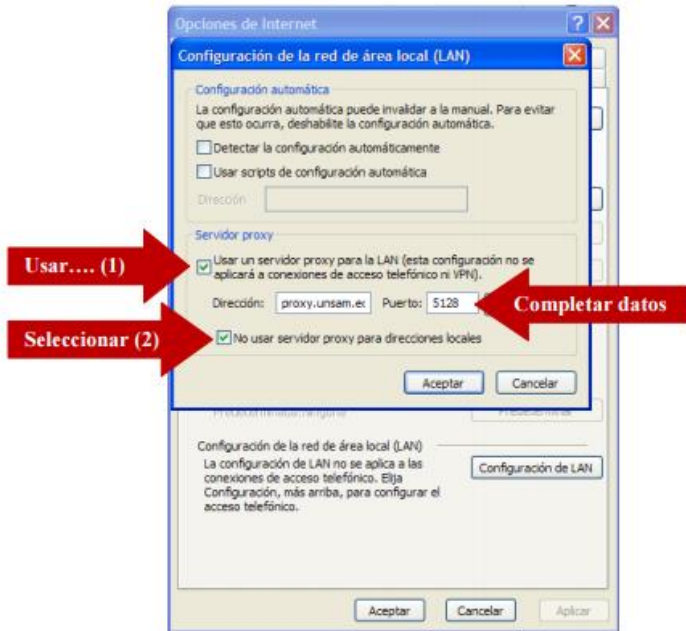 Opciones de Internet
Configuración de la red de área local (LAN)
Configuración automática
La configuración automática puede invalidar a la manual. Para evitar
que esto ocurra, deshabilite la configuración automática.
Detectar la configuración automáticamente
Usar scripts de configuración automática
Dirección
Servidor proxy
Usar un servidor proxy para la LAN (esta configuración no se
aplicará a conexiones de acceso telefónico ni VPN).
Usar.... (1)
Dirección: proxy.unsam.ec Puerto: 5128
Completar datos
Seleccionar (2)
No usar servidor proxy para direcciones locales
Aceptar Cancelar
Configuración de la red de área local (LAN)
La configuración de LAN no se aplica a las
conexiones de acceso telefónico. Elija
Configuración, más arriba, para configurar el
acceso telefónico.
Configuración de LAN
Aceptar Cancelar Aplicar